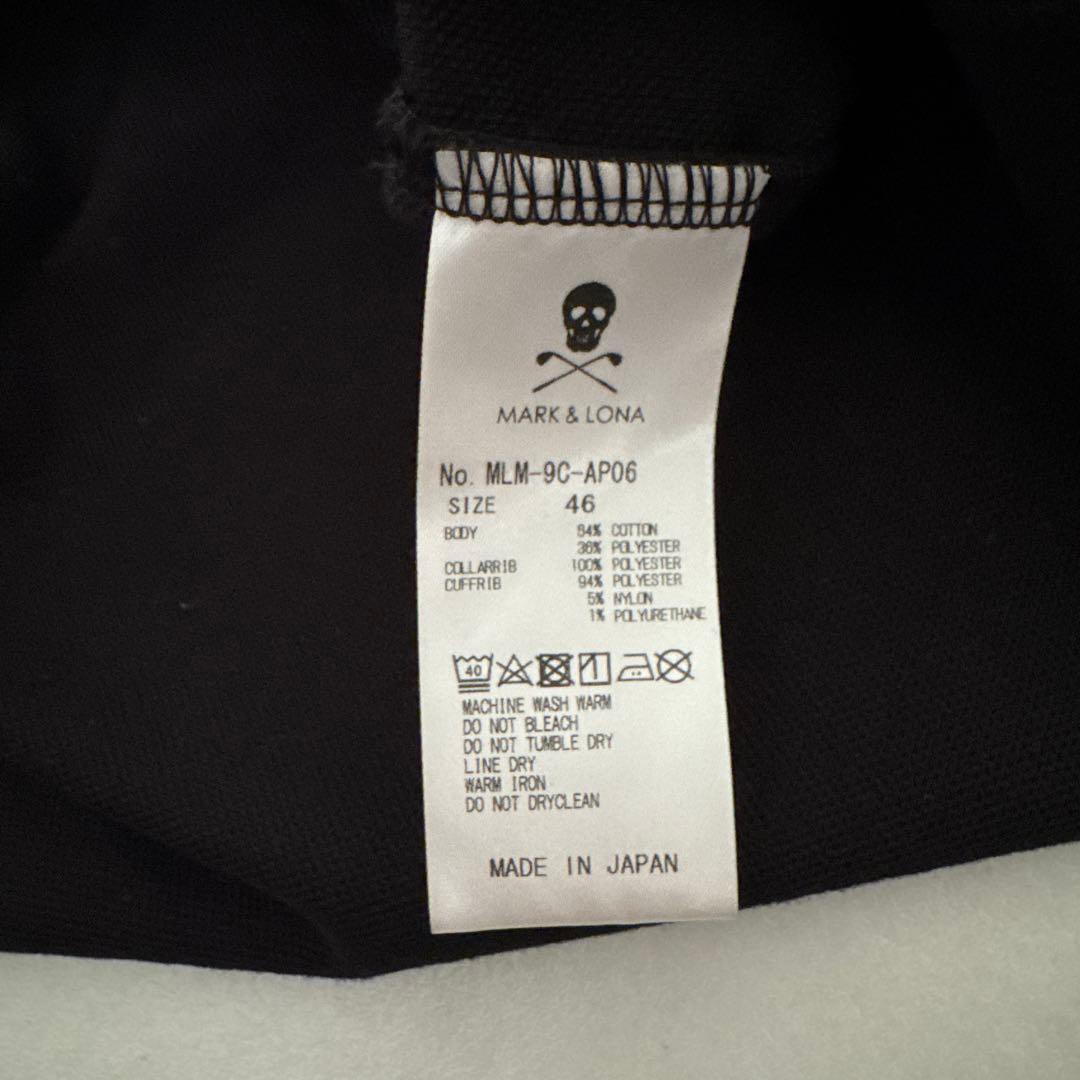 MARK & LONA
No. MLM-9C-AP06
SIZE 46
BODY 64% COTTON
36% POLYESTER
COLLARRIB 100% POLYESTER
CUFFRIB 94% POLYESTER
5% NYLON
1% POLYURETHANE
40
MACHINE WASH WARM
DO NOT BLEACH
DO NOT TUMBLE DRY
LINE DRY
WARM IRON
DO NOT DRYCLEAN
MADE IN JAPAN